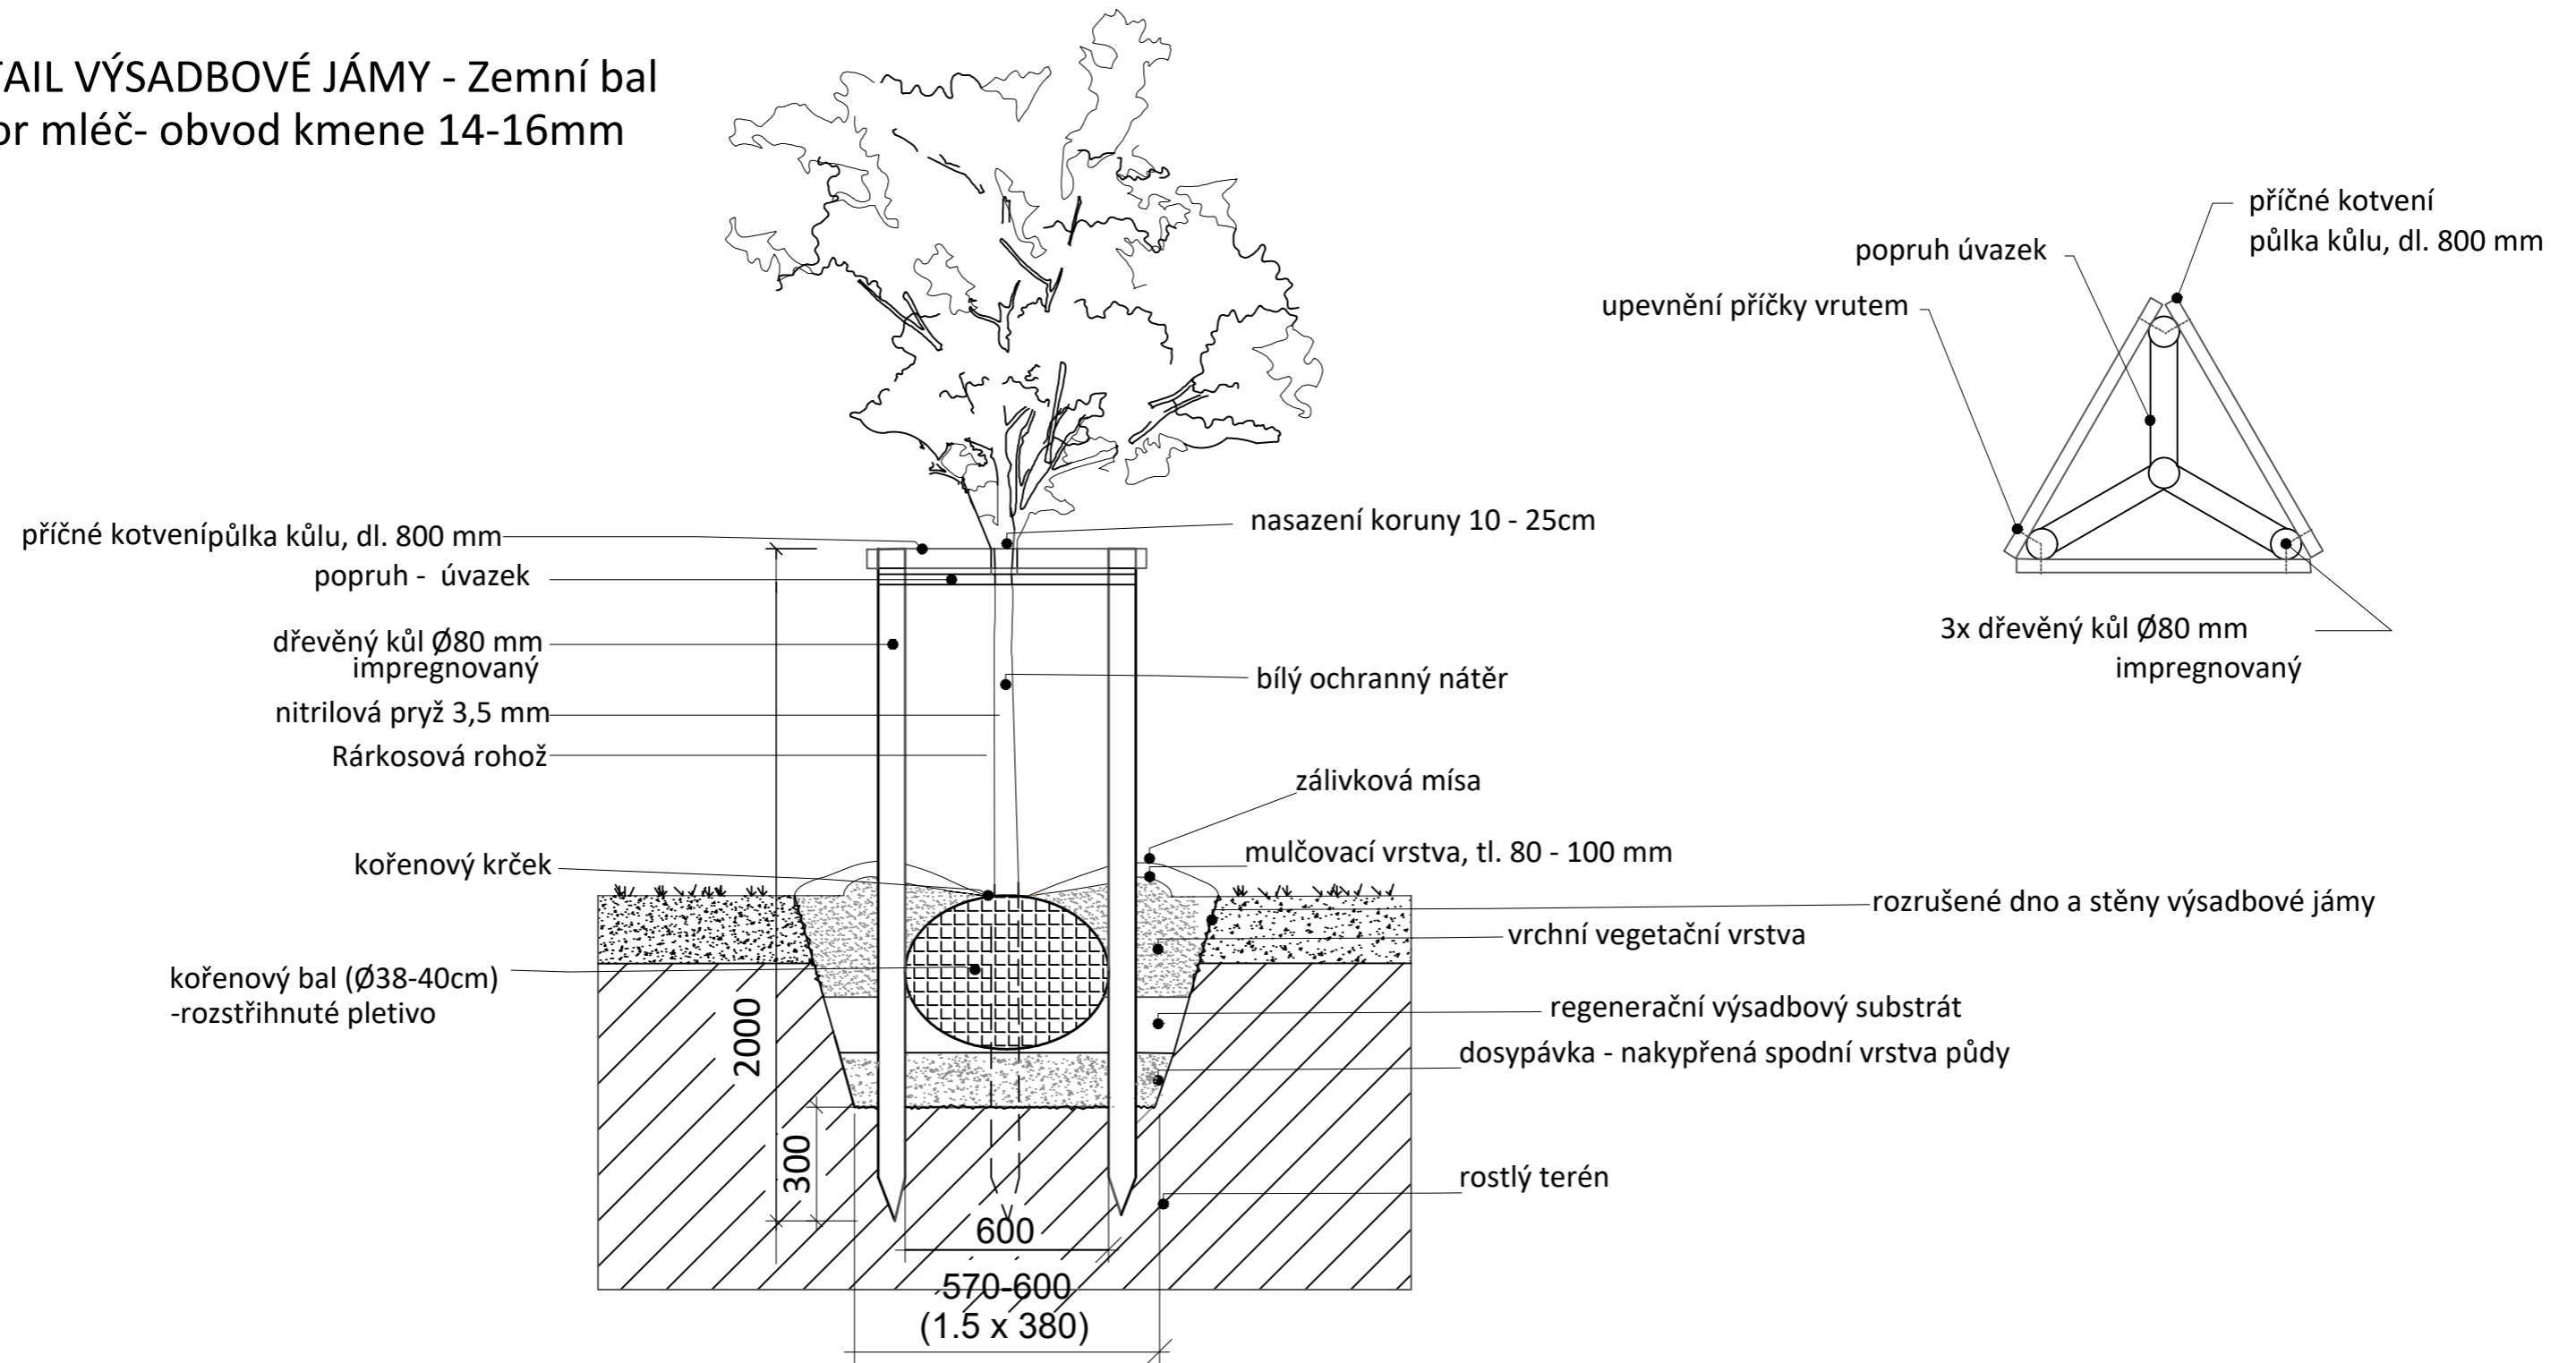 TAIL VÝSADBOVÉ JÁMY - Zemní bal
or mléč- obvod kmene 14-16mm
příčné kotvení
půlka kůlu, dl. 800 mm
popruh úvazek
upevnění příčky vrutem
3x dřevěný kůl Ø80 mm
impregnovaný
příčné kotvení půlka kůlu, dl. 800 mm
popruh - úvazek
dřevěný kůl Ø80 mm
impregnovaný
nitrilová pryž 3,5 mm
Rárkosová rohož
kořenový krček
kořenový bal (Ø38-40cm)
-rozstřihnuté pletivo
nasazení koruny 10 - 25cm
bílý ochranný nátěr
zálivková mísa
mulčovací vrstva, tl. 80 - 100 mm
rozrušené dno a stěny výsadbové jámy
vrchní vegetační vrstva
regenerační výsadbový substrát
dosypávka - nakypřená spodní vrstva půdy
rostlý terén
2000
300
600
570-600
(1.5 x 380)